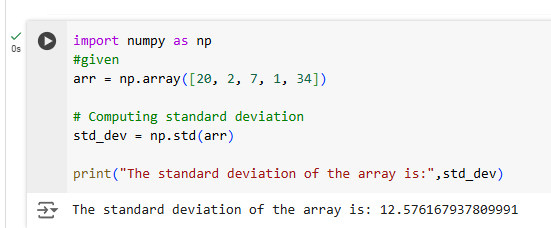 0s
import numpy as np
#given
arr = np.array([20, 2, 7, 1, 34])
# Computing standard deviation
std_dev = np.std(arr)
print("The standard deviation of the array is:",std_dev)
The standard deviation of the array is: 12.576167937809991